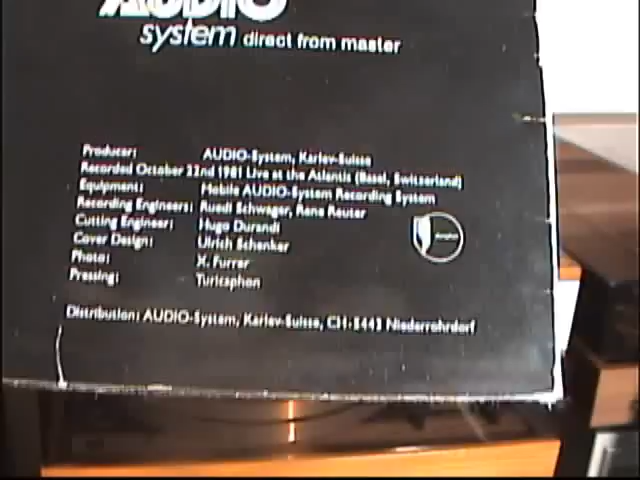 AUDIO
system direct from master
Producer: AUDIO-System, Karlev-Suisse
Recorded October 22nd 1981 Live at the Atlantis (Basel, Switzerland)
Equipment: Mobile AUDIO-System Recording System
Recording Engineers: Ruedi Schwager, Rene Reuter
Cutting Engineer: Hugo Durandi
Cover Design: Ulrich Schenker
Photo: X. Furrer
Pressing: Turicaphon
Distribution: AUDIO-System, Karlev-Suisse, CH-5443 Niederrohrdorf